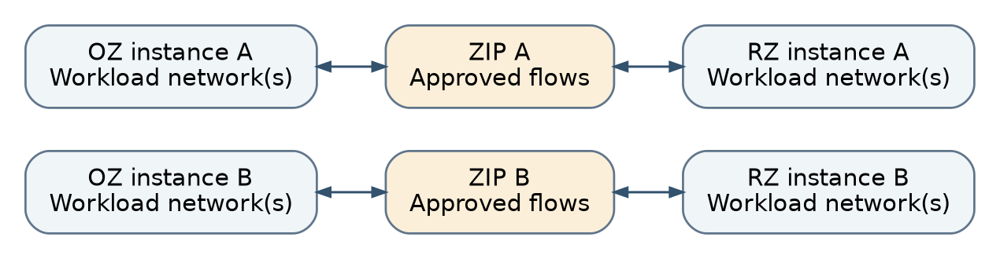 OZ instance A
Workload network(s)
ZIP A
Approved flows
RZ instance A
Workload network(s)
OZ instance B
Workload network(s)
ZIP B
Approved flows
RZ instance B
Workload network(s)